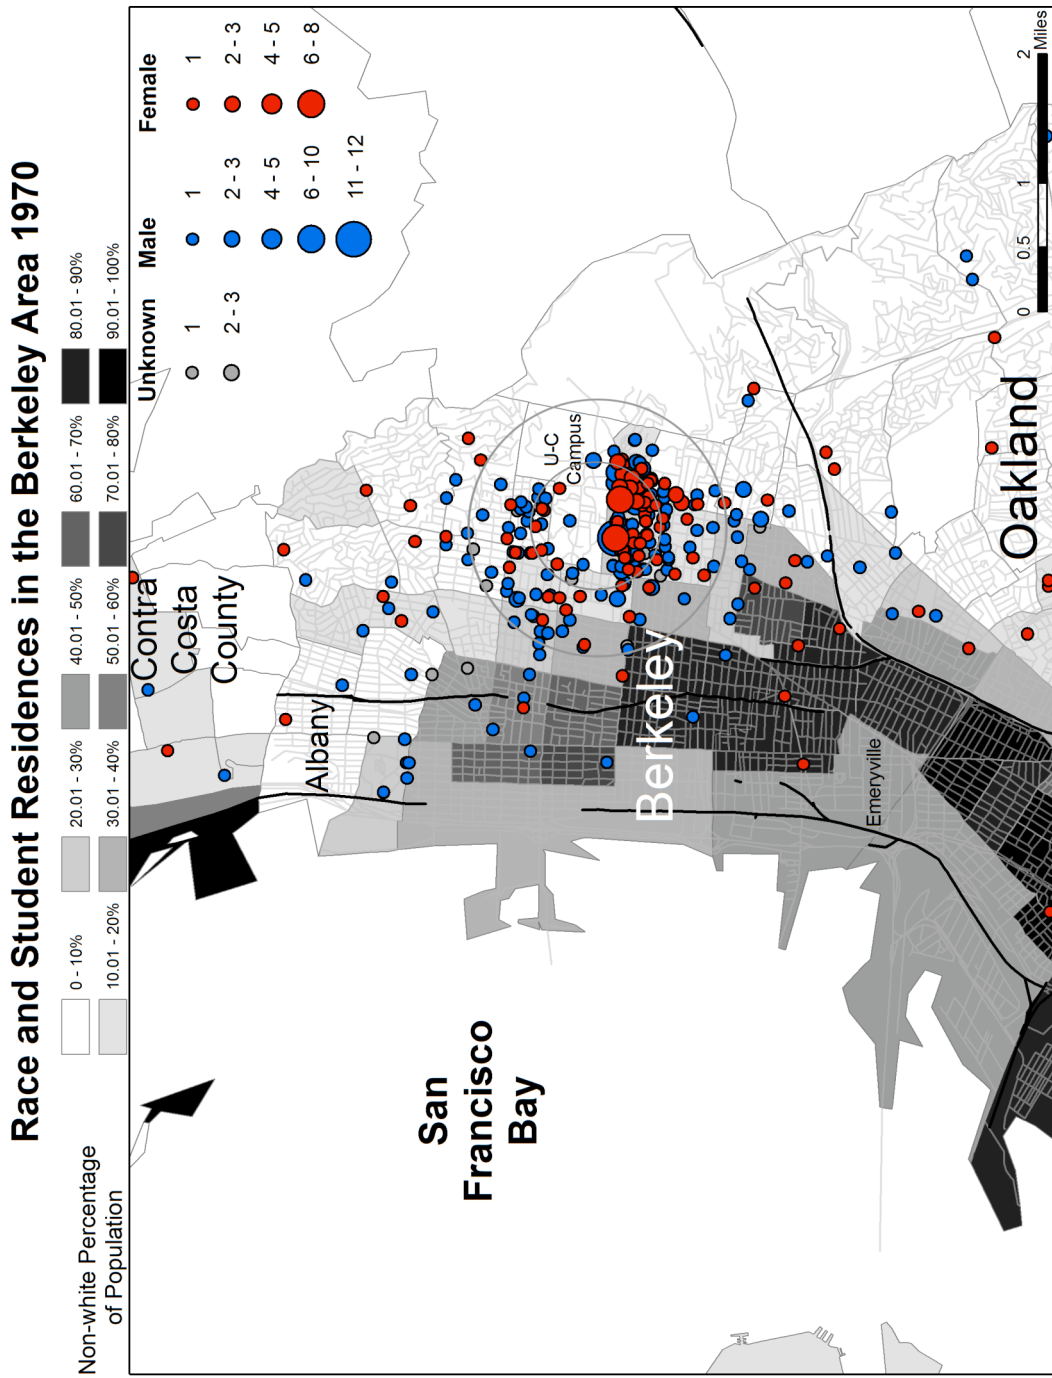 Race and Student Residences in the Berkeley Area 1970
Non-white Percentage
of Population
0 - 10%
20.01 - 30%
40.01 - 50%
60.01 - 70%
80.01 - 90%
10.01 - 20%
30.01 - 40%
50.01 - 60%
70.01 - 80%
90.01 - 100%
Unknown
1
2 - 3
Male
1
2 - 3
4 - 5
6 - 10
11 - 12
Female
1
2 - 3
4 - 5
6 - 8
Contra
Costa
County
Albany
San
Francisco
Bay
U-C
Campus
Berkeley
Emeryville
Oakland
0
0.5
1
2
Miles